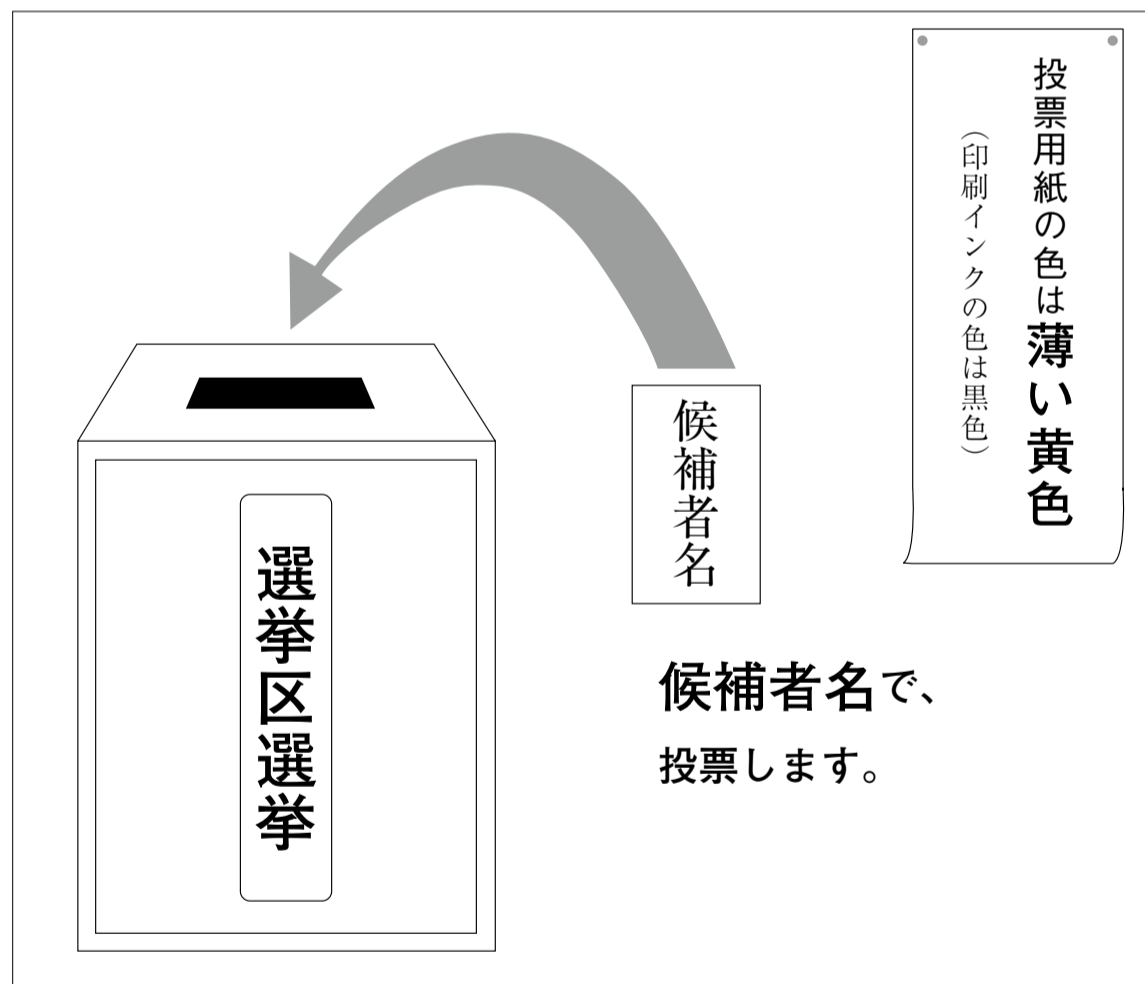 投票用紙の色は薄い黄色
（印刷インクの色は黒色）
候補者名
選挙区選挙
候補者名で、
投票します。